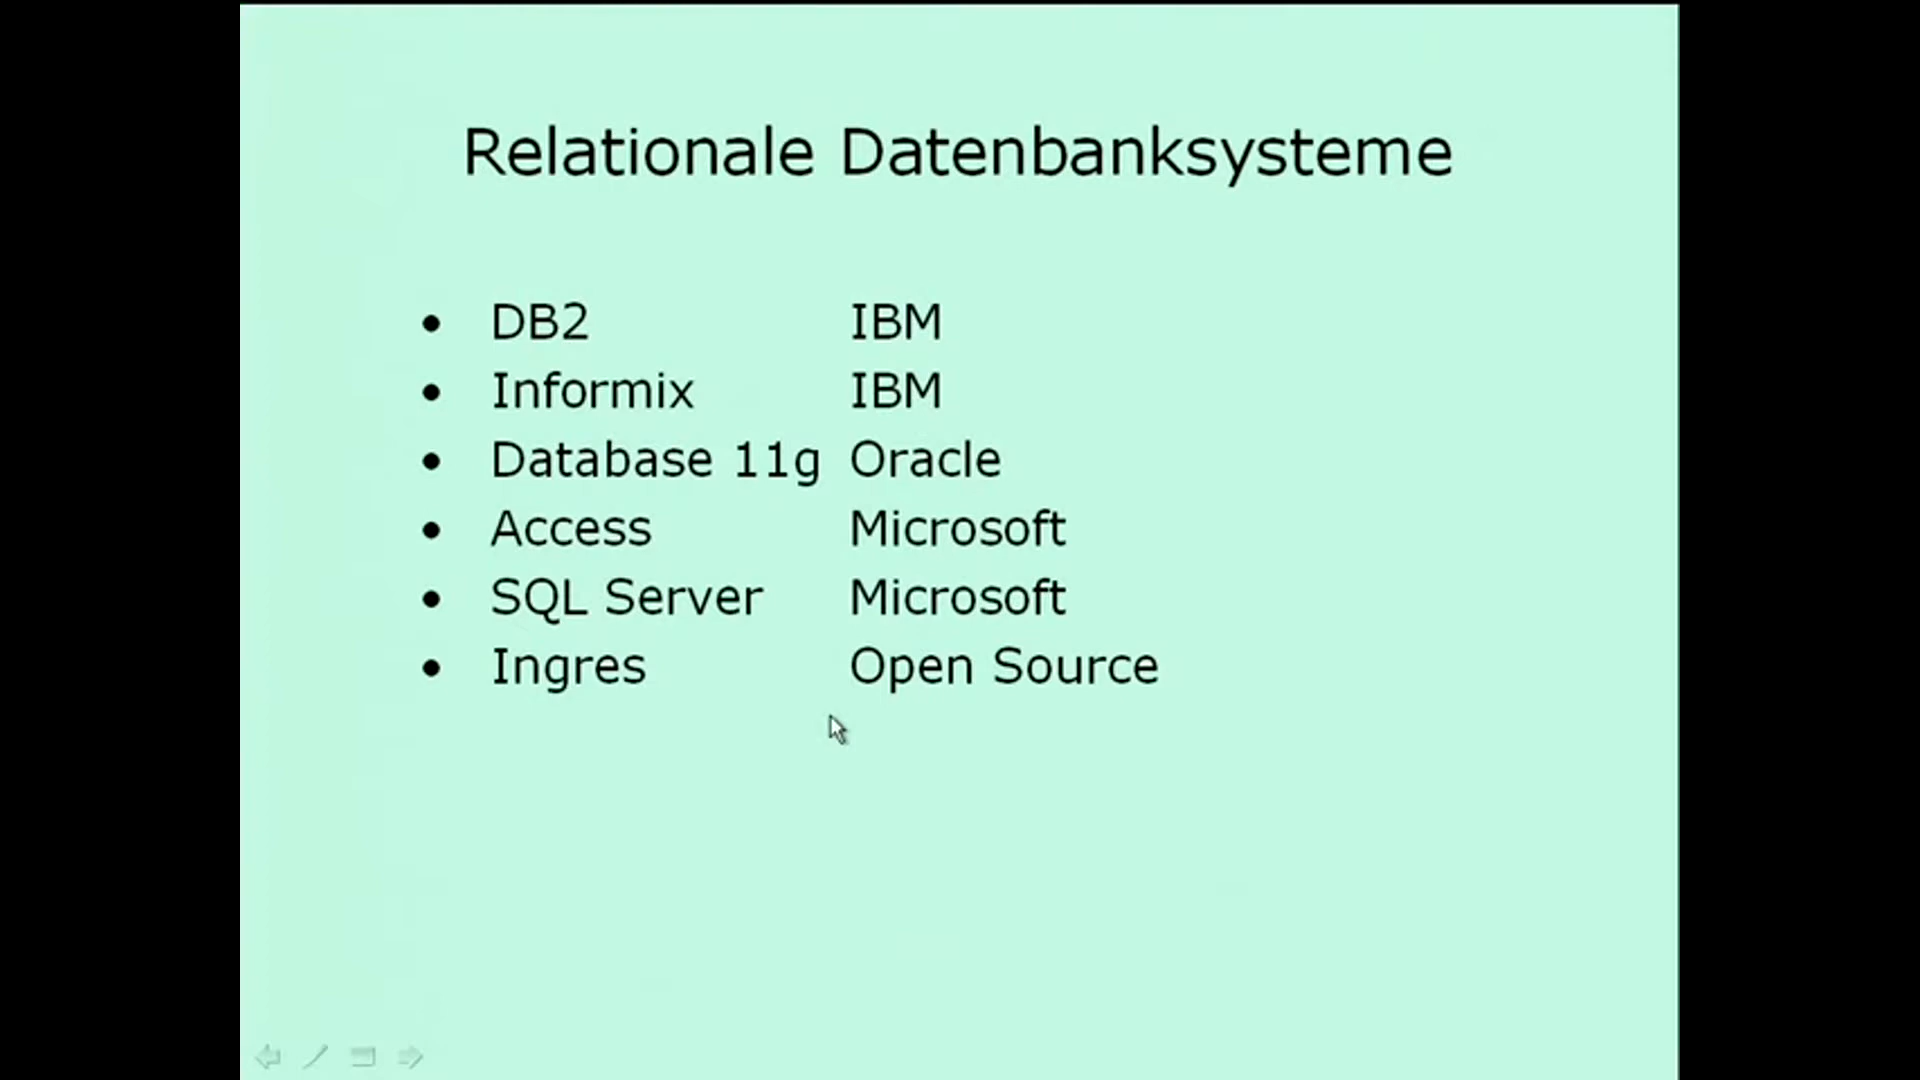 Relationale Datenbanksysteme
• DB2 IBM
• Informix IBM
• Database 11g Oracle
• Access Microsoft
• SQL Server Microsoft
• Ingres Open Source